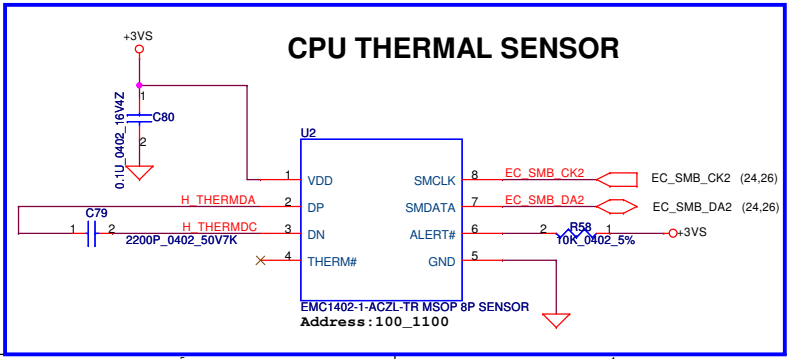 +3VS
CPU THERMAL SENSOR
1
C80
0.1U_0402_16V4Z
2
U2
1 VDD
SMCLK 8 EC_SMB_CK2 EC_SMB_CK2 (24,26)
H_THERMDA 2 DP
SMDATA 7 EC_SMB_DA2 EC_SMB_DA2 (24,26)
C79
1 2 H_THERMDC 3 DN
2200P_0402_50V7K
ALERT# 6 2 R58 1 +3VS
10K_0402_5%
4 THERM#
GND 5
EMC1402-1-ACZL-TR MSOP 8P SENSOR
Address:100_1100